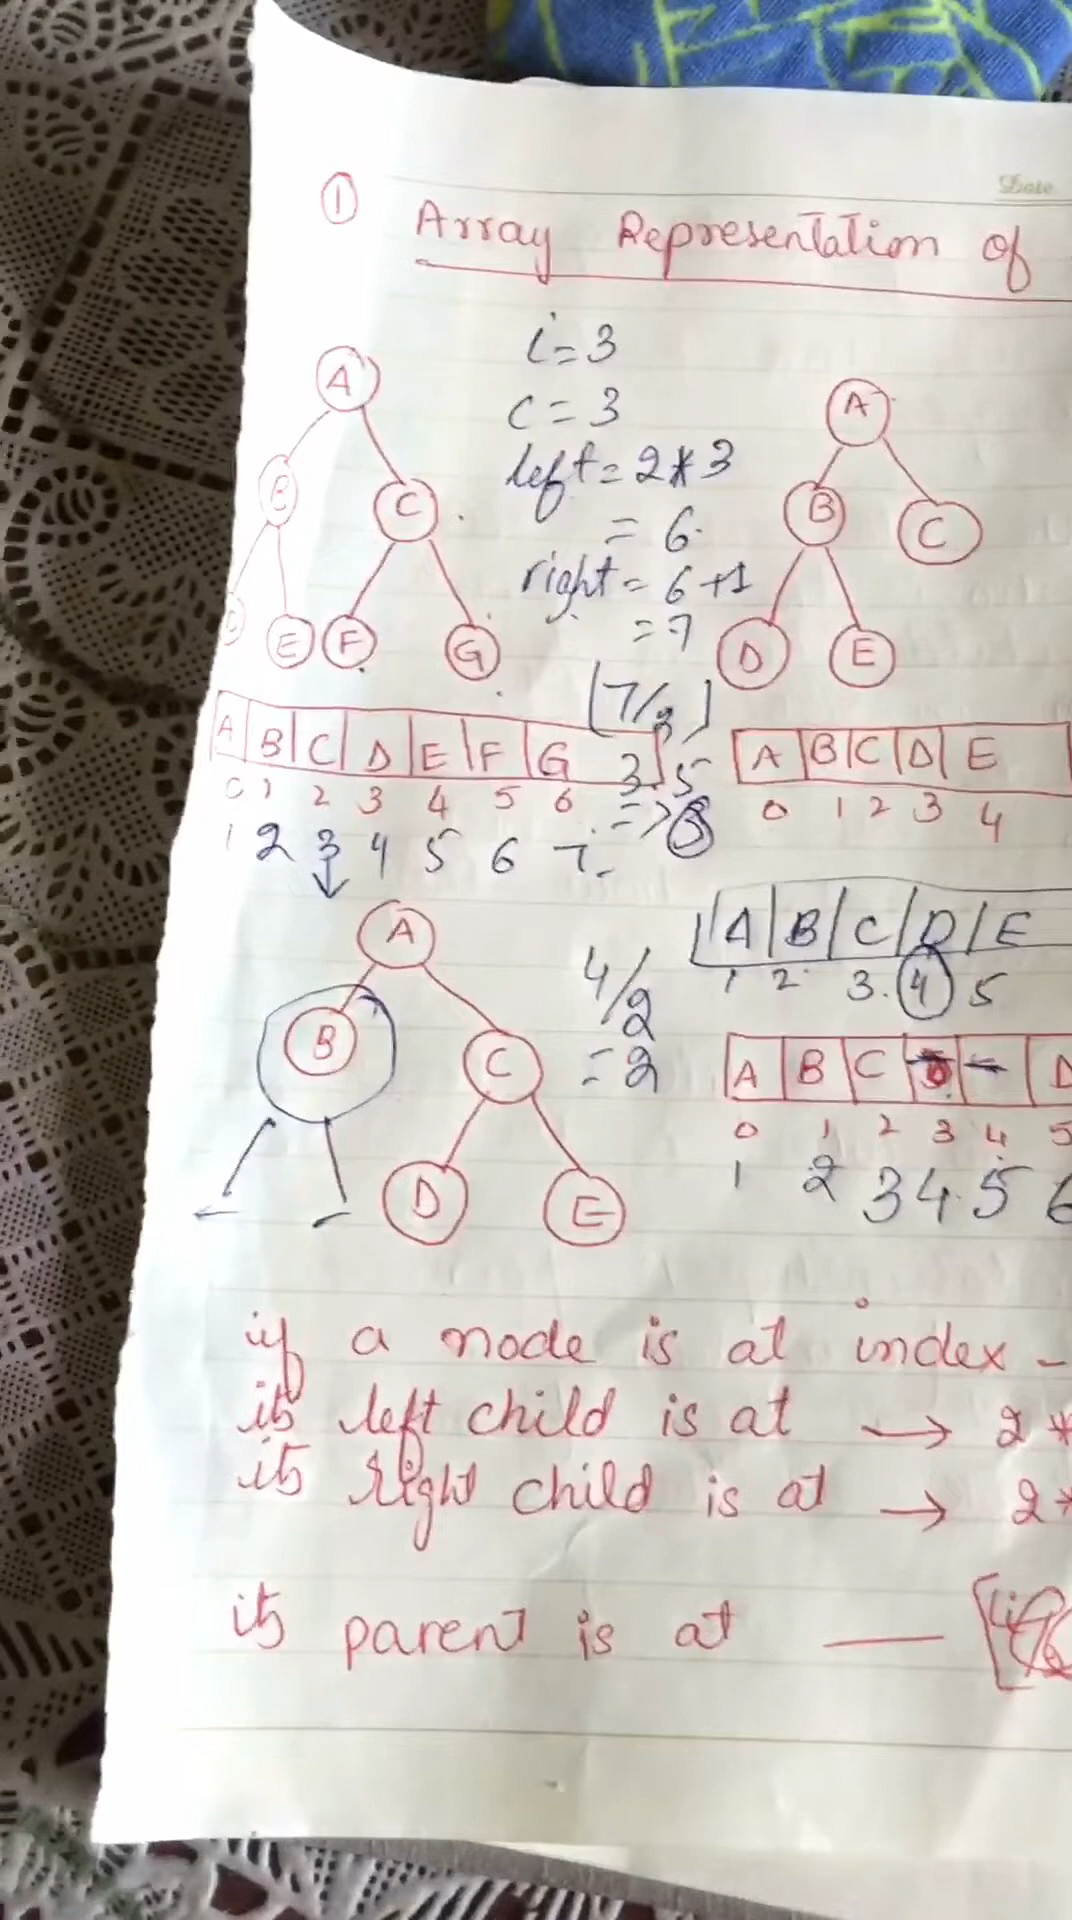 Date
① Array Representation of
i = 3
c = 3
left = 2*3
= 6
right = 6+1
= 7
A
B C
D E F G
A
B C
D E
[7/2]
A B C D E F G
3.5
0 1 2 3 4 5 6
=> 3
1 2 3 4 5 6 7
A B C D E
0 1 2 3 4
A B C D E
1 2 3 4 5
A
B C
D E
4/2
= 2
A B C - - D
0 1 2 3 4 5
1 2 3 4 5 6
if a node is at index -
its left child is at → 2 *
its right child is at → 2 *
its parent is at —